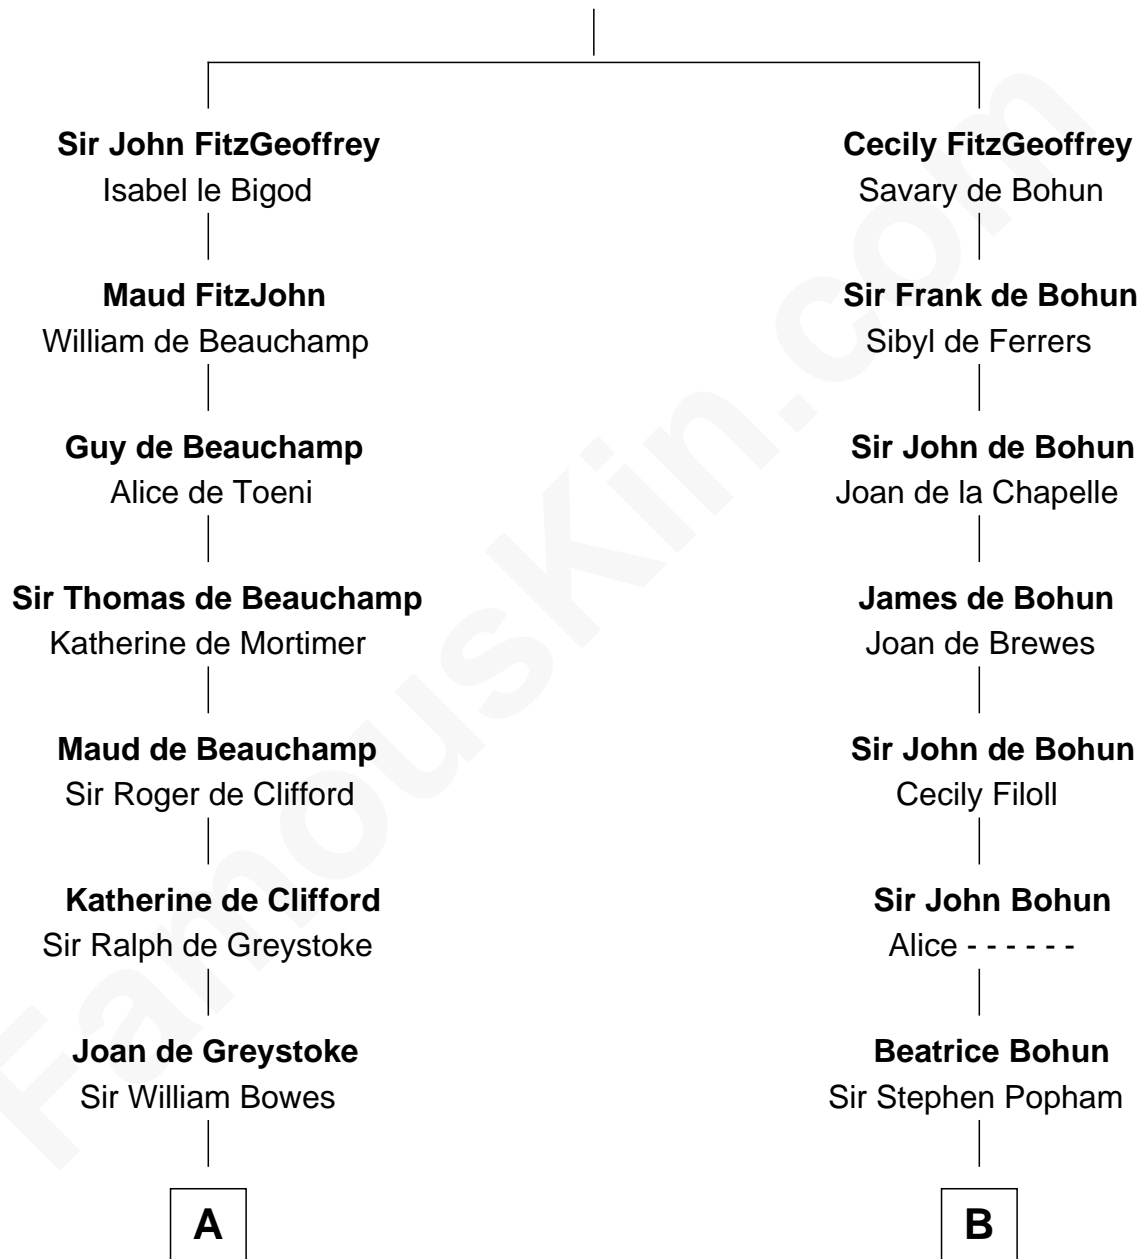 Sir John FitzGeoffrey
Isabel le Bigod
Maud FitzJohn
William de Beauchamp
Guy de Beauchamp
Alice de Toeni
Sir Thomas de Beauchamp
Katherine de Mortimer
Maud de Beauchamp
Sir Roger de Clifford
Katherine de Clifford
Sir Ralph de Greystoke
Joan de Greystoke
Sir William Bowes
A
Cecily FitzGeoffrey
Savary de Bohun
Sir Frank de Bohun
Sibyl de Ferrers
Sir John de Bohun
Joan de la Chapelle
James de Bohun
Joan de Brewes
Sir John de Bohun
Cecily Filoll
Sir John Bohun
Alice - - - - - -
Beatrice Bohun
Sir Stephen Popham
B
FamousKin.com